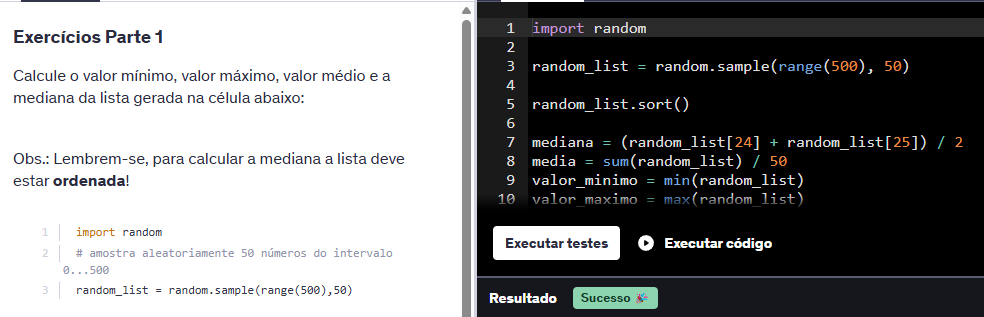 Exercícios Parte 1
Calcule o valor mínimo, valor máximo, valor médio e a
mediana da lista gerada na célula abaixo:
Obs.: Lembrem-se, para calcular a mediana a lista deve
estar ordenada!
1 import random
2 # amostra aleatoriamente 50 números do intervalo
0...500
3 random_list = random.sample(range(500),50)
1 import random
2
3 random_list = random.sample(range(500), 50)
4
5 random_list.sort()
6
7 mediana = (random_list[24] + random_list[25]) / 2
8 media = sum(random_list) / 50
9 valor_minimo = min(random_list)
10 valor_maximo = max(random_list)
Executar testes
Executar código
Resultado
Sucesso 🎉